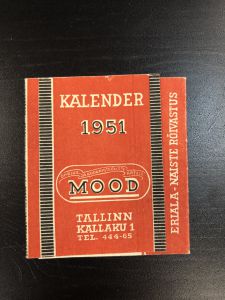 KALENDER
1951
MOOD
TALLINN
KALLAKU 1
TEL. 444-65
ERIALA-NAISTE RÕIVASTUS